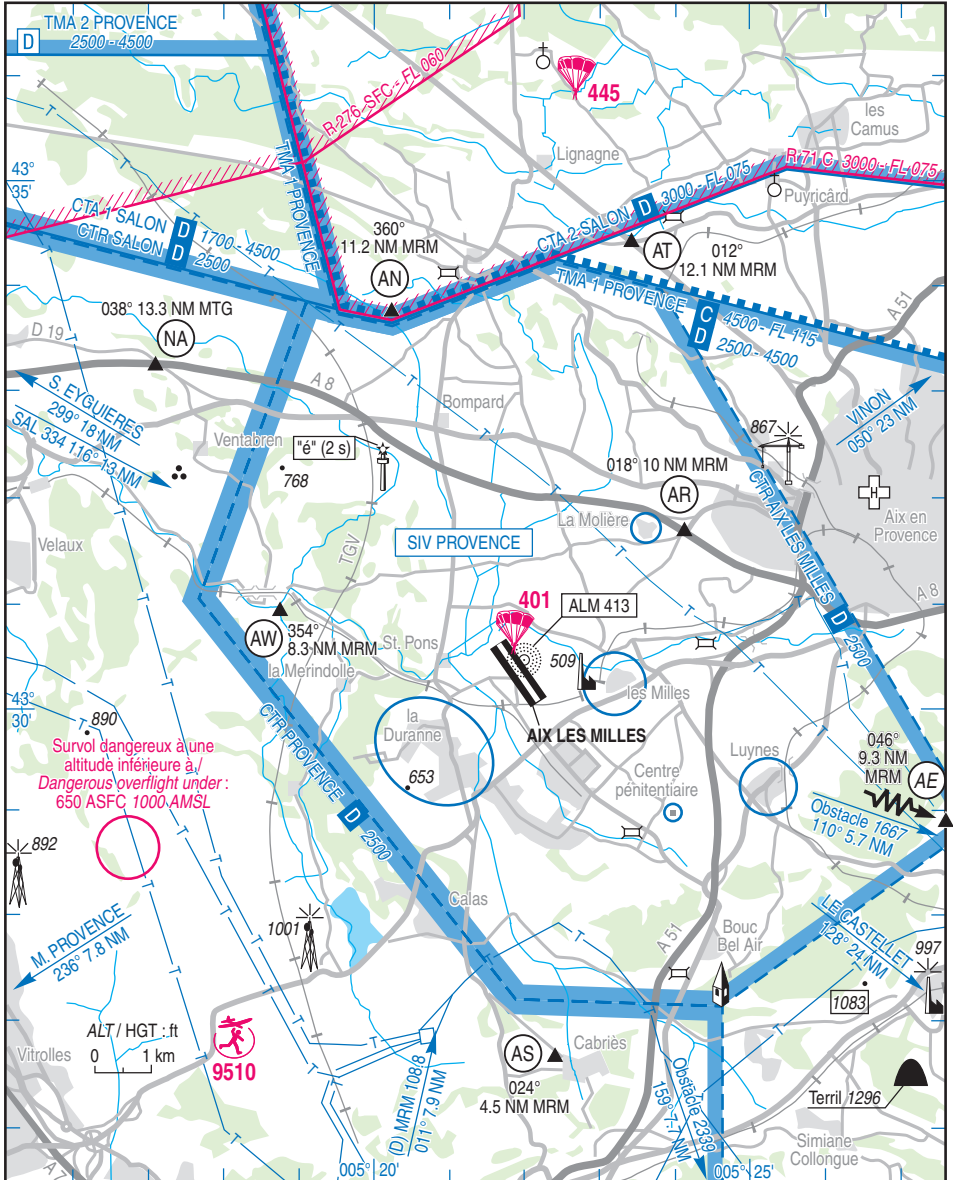 TMA 2 PROVENCE
D
2500 - 4500
R 276 SFC - FL 060
445
les
Camus
Lignagne
TMA 1 PROVENCE
43°
35'
R 71 C 3000 - FL 075
Puyricard
CTA 1 SALON D 1700 - 4500
CTR SALON D 2500
CTA 2 SALON D 3000 - FL 075
360°
11.2 NM MRM
AN
AT
012°
12.1 NM MRM
TMA 1 PROVENCE
C 4500 - FL 115
D 2500 - 4500
A 51
038° 13.3 NM MTG
NA
D 19
A 8
S. EYGUIERES
299° 18 NM
SAL 334 116° 13 NM
Bompard
VINON
050° 23 NM
Ventabren
"é" (2 s)
768
867
018° 10 NM MRM
AR
H
Aix en
Provence
La Molière
Velaux
TGV
SIV PROVENCE
CTR AIX LES MILLES D 2500
A 8
401
ALM 413
AW
354°
8.3 NM MRM
St. Pons
la Merindolle
509
les Milles
43°
30'
890
la
Duranne
AIX LES MILLES
Survol dangereux à une
altitude inférieure à /
Dangerous overflight under :
650 ASFC 1000 AMSL
CTR PROVENCE D 2500
653
Centre
pénitentiaire
Luynes
046°
9.3 NM
MRM
AE
Obstacle 1667
110° 5.7 NM
892
Calas
1001
M. PROVENCE
236° 7.8 NM
A 51
Bouc
Bel Air
LE CASTELLET
128° 24 NM
997
1083
ALT / HGT : ft
0 1 km
Vitrolles
9510
(D) MRM 108.8
011° 7.9 NM
AS
024°
4.5 NM MRM
Cabriès
Obstacle 2339
159° 7.7 NM
Terril 1296
Simiane
Collongue
A 7
005° 20'
005° 25'
T T T T T T T T T T T T T T T T T T T T